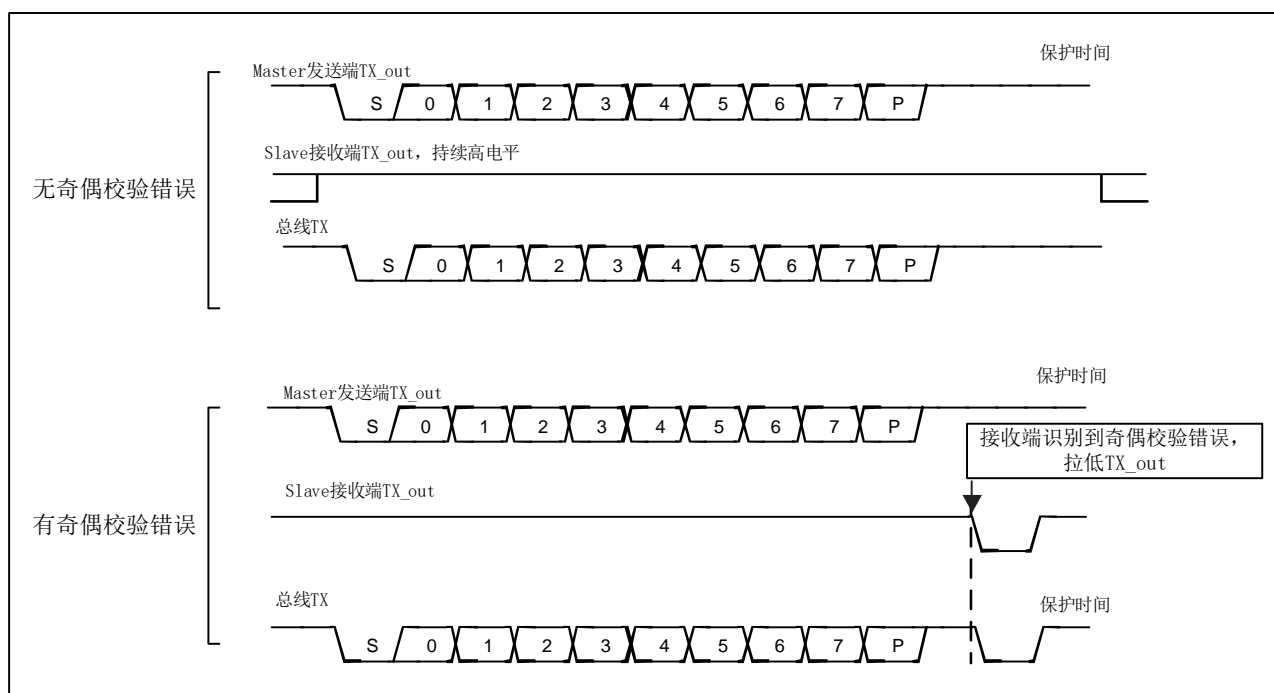 保护时间
Master发送端TX_out
S 0 1 2 3 4 5 6 7 P
Slave接收端TX_out，持续高电平
无奇偶校验错误
总线TX
S 0 1 2 3 4 5 6 7 P
保护时间
Master发送端TX_out
S 0 1 2 3 4 5 6 7 P
接收端识别到奇偶校验错误，
拉低TX_out
Slave接收端TX_out
有奇偶校验错误
总线TX
保护时间
S 0 1 2 3 4 5 6 7 P